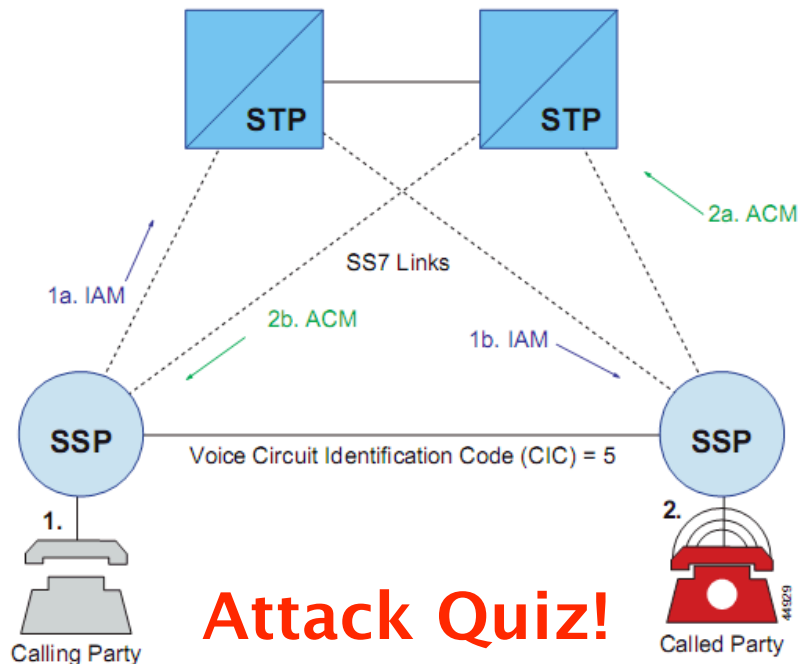 STP
STP
2a. ACM
SS7 Links
1a. IAM
2b. ACM
1b. IAM
SSP
SSP
Voice Circuit Identification Code (CIC) = 5
1.
2.
44929
Attack Quiz!
Calling Party
Called Party